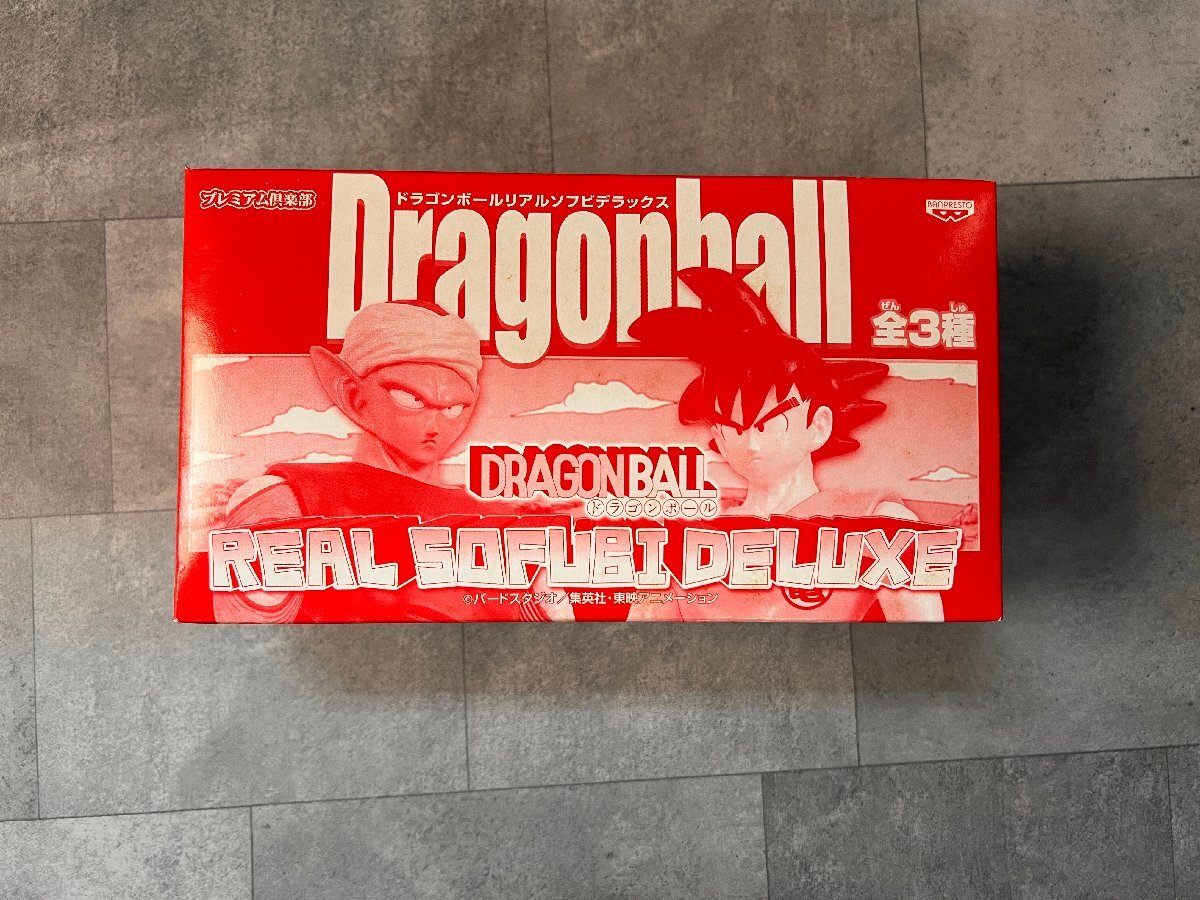 プレミアム倶楽部
ドラゴンボールリアルソフビデラックス
Dragonball
BANPRESTO
ぜん しゅ
全3種
DRAGONBALL
ドラゴンボール
REAL SOFUBI DELUXE
©バードスタジオ/集英社・東映アニメーション
亀